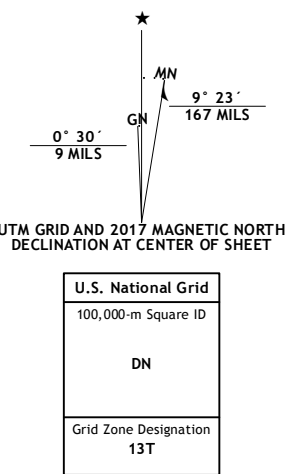 ★
MN
GN
9° 23´
167 MILS
0° 30´
9 MILS
UTM GRID AND 2017 MAGNETIC NORTH
DECLINATION AT CENTER OF SHEET
U.S. National Grid
100,000-m Square ID
DN
Grid Zone Designation
13T